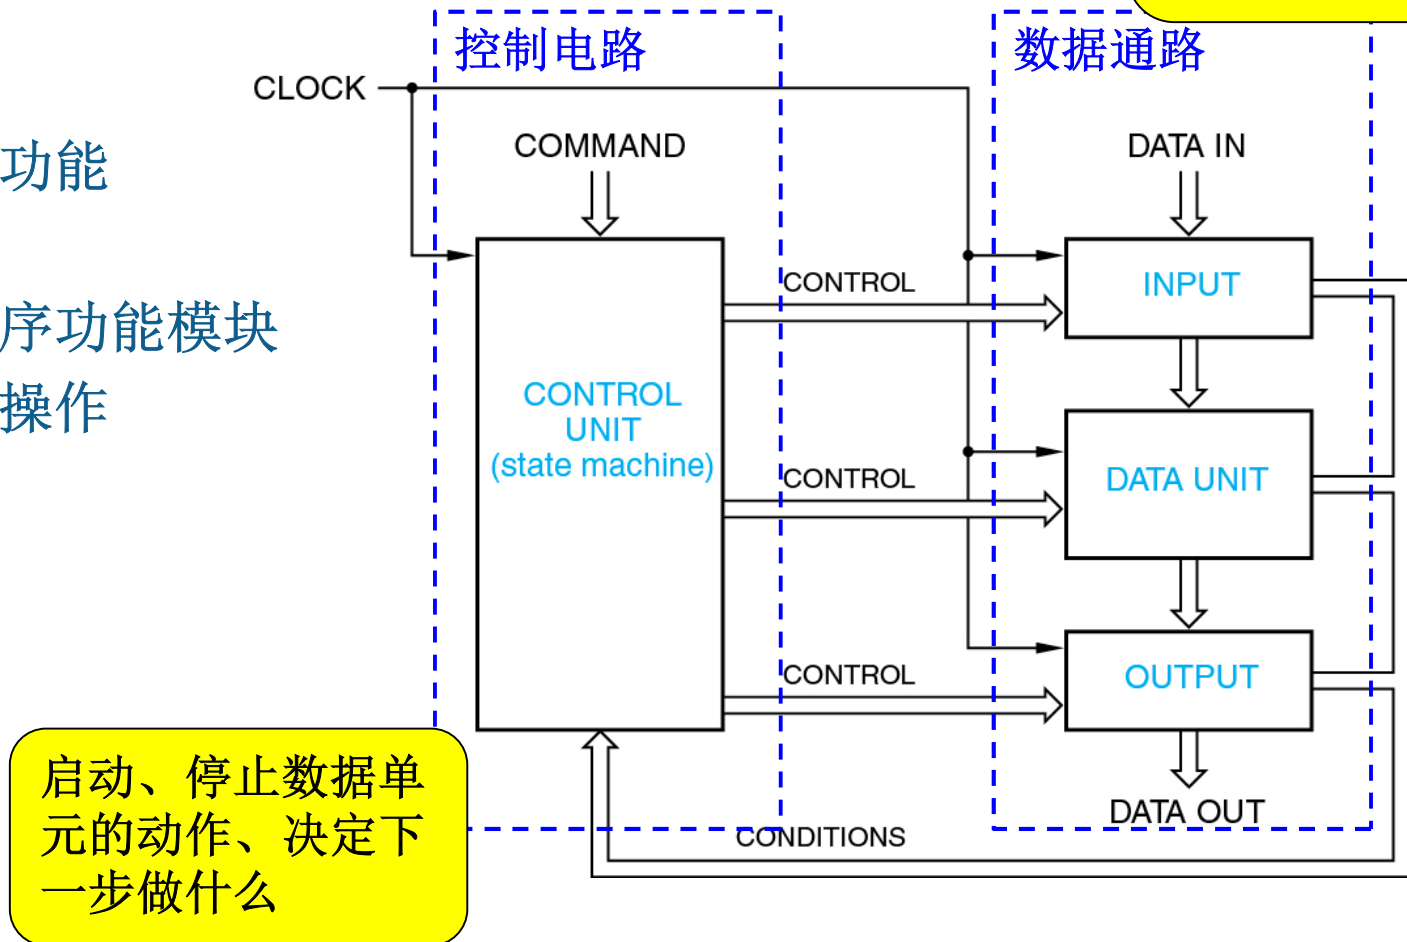 控制电路
数据通路
CLOCK
COMMAND
DATA IN
功能
CONTROL
INPUT
序功能模块
操作
CONTROL
UNIT
(state machine)
CONTROL
DATA UNIT
CONTROL
OUTPUT
启动、停止数据单
元的动作、决定下
一步做什么
DATA OUT
CONDITIONS